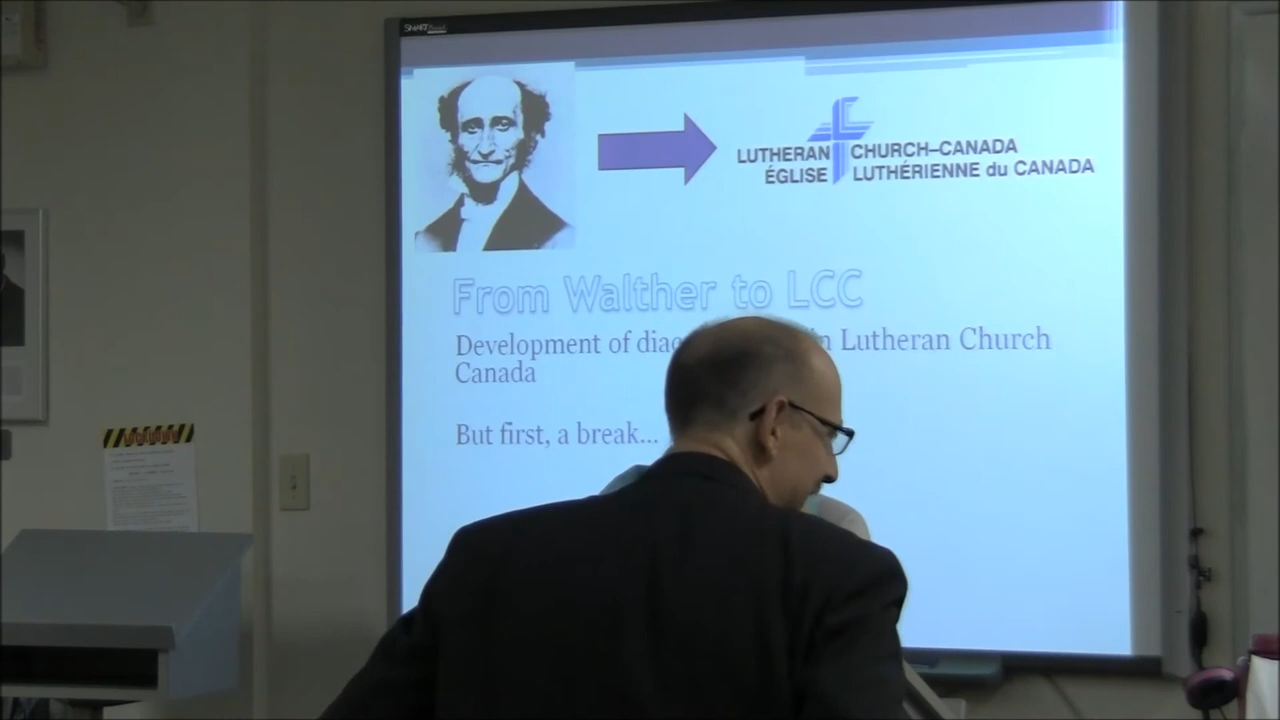 SMART Board
LUTHERAN CHURCH–CANADA
ÉGLISE LUTHÉRIENNE du CANADA
From Walther to LCC
Development of in Lutheran Church
Canada
But first, a break...